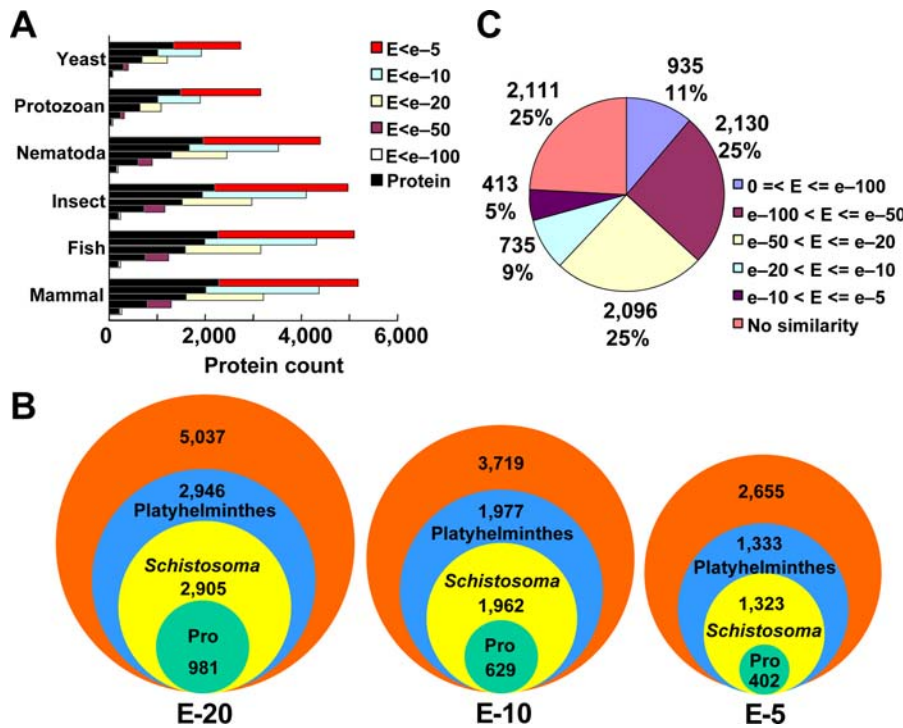 A
Yeast
Protozoan
Nematoda
Insect
Fish
Mammal
0
2,000
4,000
6,000
Protein count
E<e–5
E<e–10
E<e–20
E<e–50
E<e–100
Protein
C
935
11%
2,130
25%
2,096
25%
735
9%
413
5%
2,111
25%
0 =< E <= e–100
e–100 < E <= e–50
e–50 < E <= e–20
e–20 < E <= e–10
e–10 < E <= e–5
No similarity
B
5,037
2,946
Platyhelminthes
Schistosoma
2,905
Pro
981
E-20
3,719
1,977
Platyhelminthes
Schistosoma
1,962
Pro
629
E-10
2,655
1,333
Platyhelminthes
1,323
Schistosoma
Pro
402
E-5